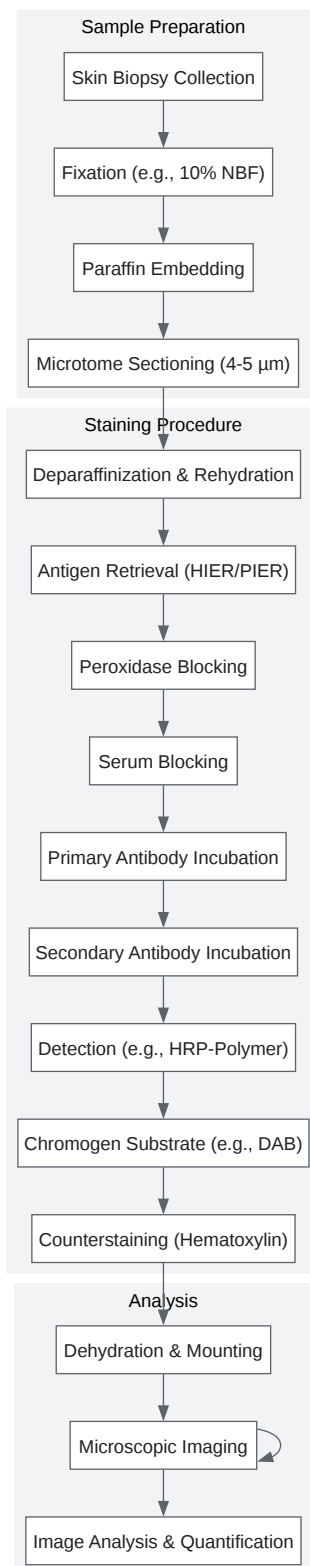 Sample Preparation
Skin Biopsy Collection
Fixation (e.g., 10% NBF)
Paraffin Embedding
Microtome Sectioning (4-5 µm)
Staining Procedure
Deparaffinization & Rehydration
Antigen Retrieval (HIER/PIER)
Peroxidase Blocking
Serum Blocking
Primary Antibody Incubation
Secondary Antibody Incubation
Detection (e.g., HRP-Polymer)
Chromogen Substrate (e.g., DAB)
Counterstaining (Hematoxylin)
Analysis
Dehydration & Mounting
Microscopic Imaging
Image Analysis & Quantification